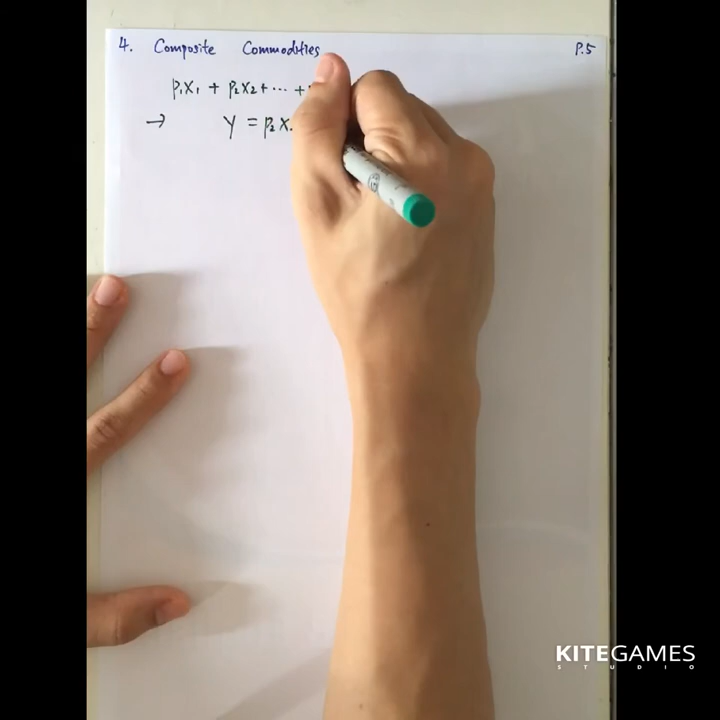 4. Composite Commodities P.5
p₁x₁ + p₂x₂ + ... +
→ Y = p₂x
KITEGAMES
STUDIO